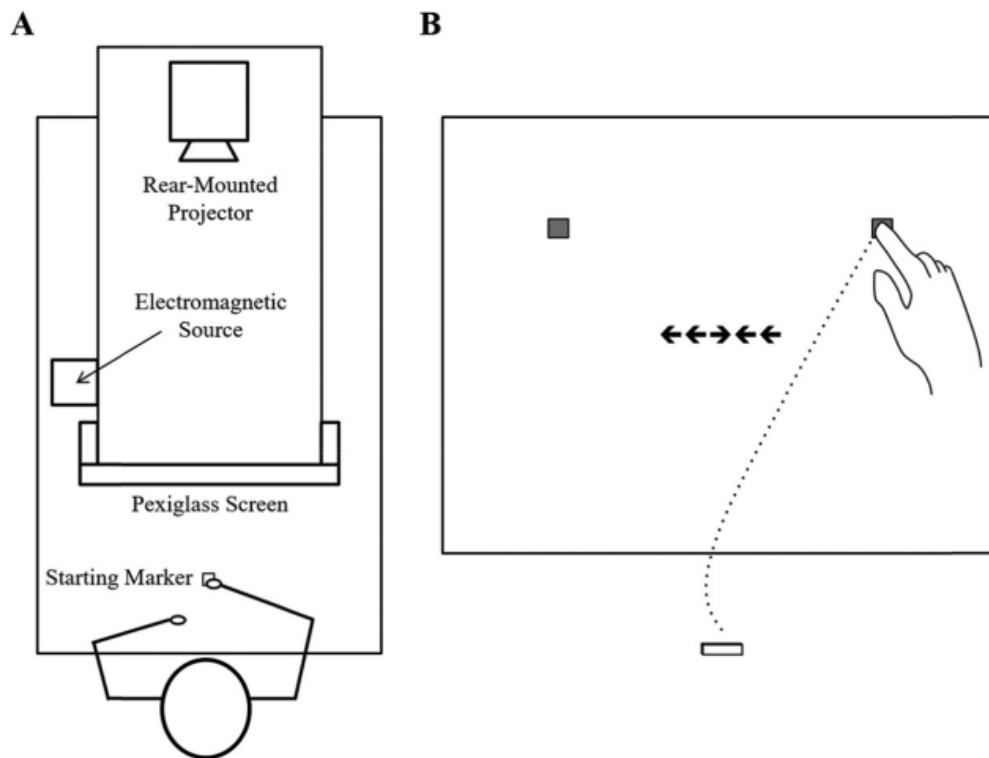 A
B
Rear-Mounted
Projector
Electromagnetic
Source
Pexiglass Screen
Starting Marker